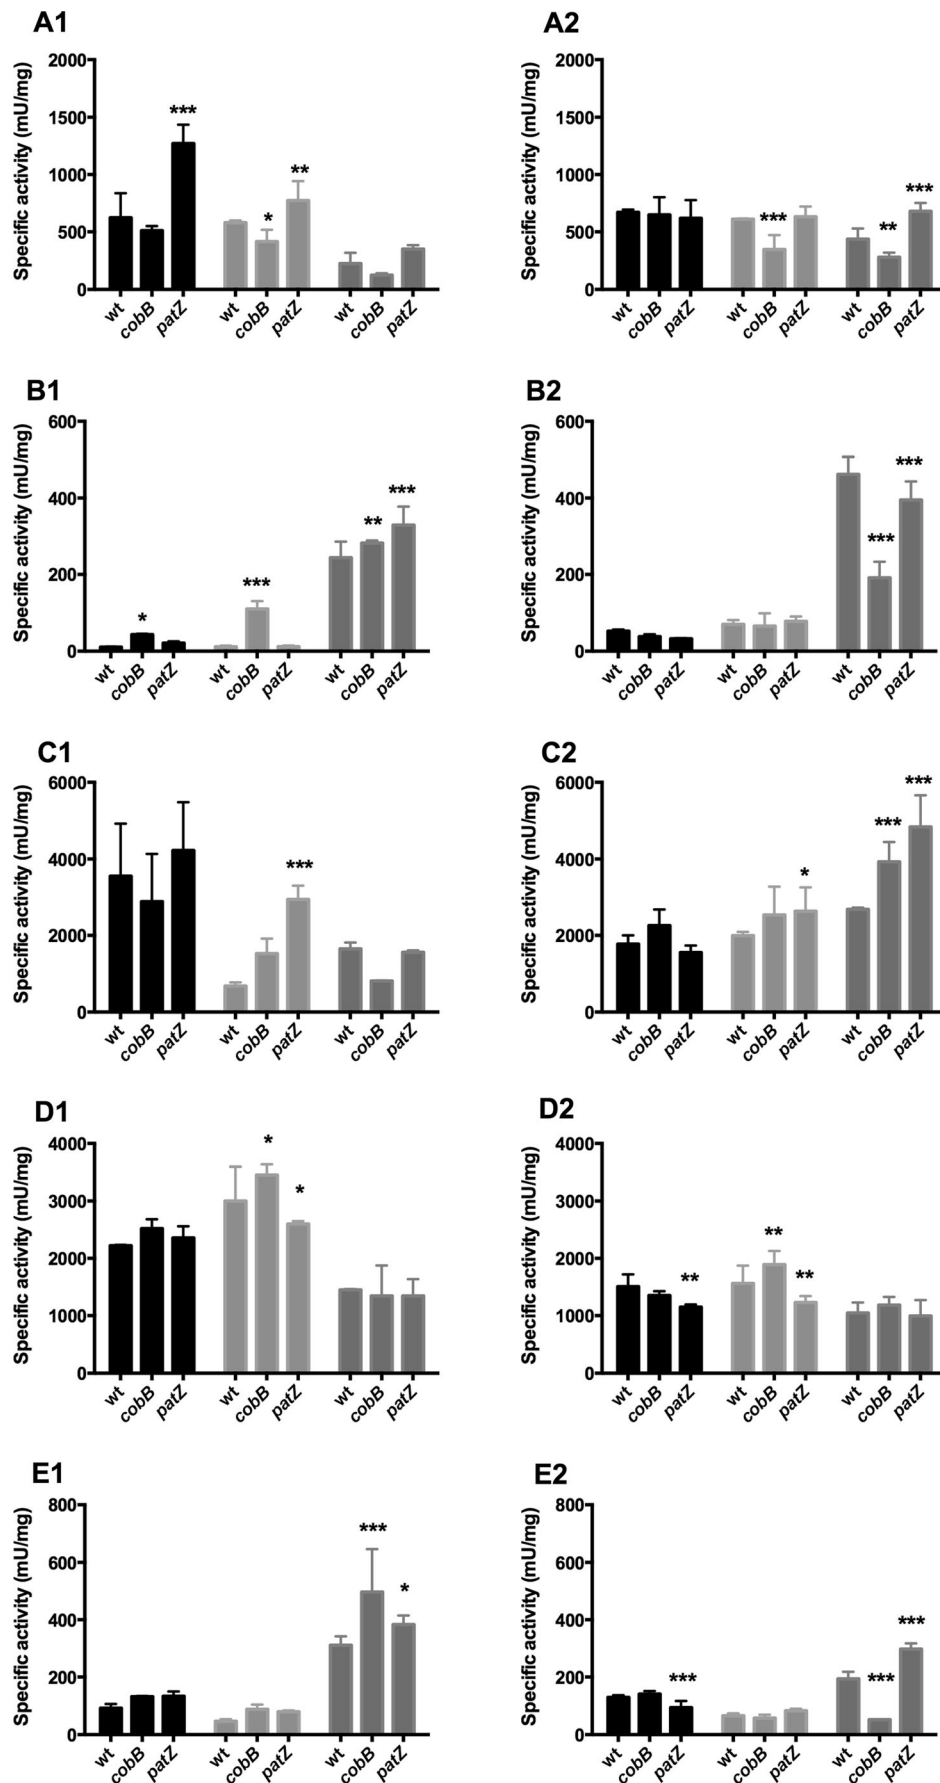 A1
Specific activity (mU/mg)
2000
1500
1000
500
0
***
*
**
wt
cobB
patZ
wt
cobB
patZ
wt
cobB
patZ
A2
Specific activity (mU/mg)
2000
1500
1000
500
0
***
**
***
wt
cobB
patZ
wt
cobB
patZ
wt
cobB
patZ
B1
Specific activity (mU/mg)
600
400
200
0
*
***
**
***
wt
cobB
patZ
wt
cobB
patZ
wt
cobB
patZ
B2
Specific activity (mU/mg)
600
400
200
0
***
***
wt
cobB
patZ
wt
cobB
patZ
wt
cobB
patZ
C1
Specific activity (mU/mg)
6000
4000
2000
0
***
wt
cobB
patZ
wt
cobB
patZ
wt
cobB
patZ
C2
Specific activity (mU/mg)
6000
4000
2000
0
*
***
***
wt
cobB
patZ
wt
cobB
patZ
wt
cobB
patZ
D1
Specific activity (mU/mg)
4000
3000
2000
1000
0
*
*
wt
cobB
patZ
wt
cobB
patZ
wt
cobB
patZ
D2
Specific activity (mU/mg)
4000
3000
2000
1000
0
**
**
**
wt
cobB
patZ
wt
cobB
patZ
wt
cobB
patZ
E1
Specific activity (mU/mg)
800
600
400
200
0
***
*
wt
cobB
patZ
wt
cobB
patZ
wt
cobB
patZ
E2
Specific activity (mU/mg)
800
600
400
200
0
***
***
***
wt
cobB
patZ
wt
cobB
patZ
wt
cobB
patZ